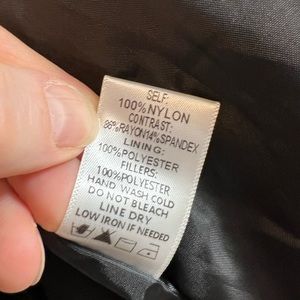 SELF:
100%NYLON
CONTRAST:
86%RAYON14%SPANDEX
LINING:
100%POLYESTER
FILLERS:
100%POLYESTER
HAND WASH COLD
DO NOT BLEACH
LINE DRY
LOW IRON IF NEEDED